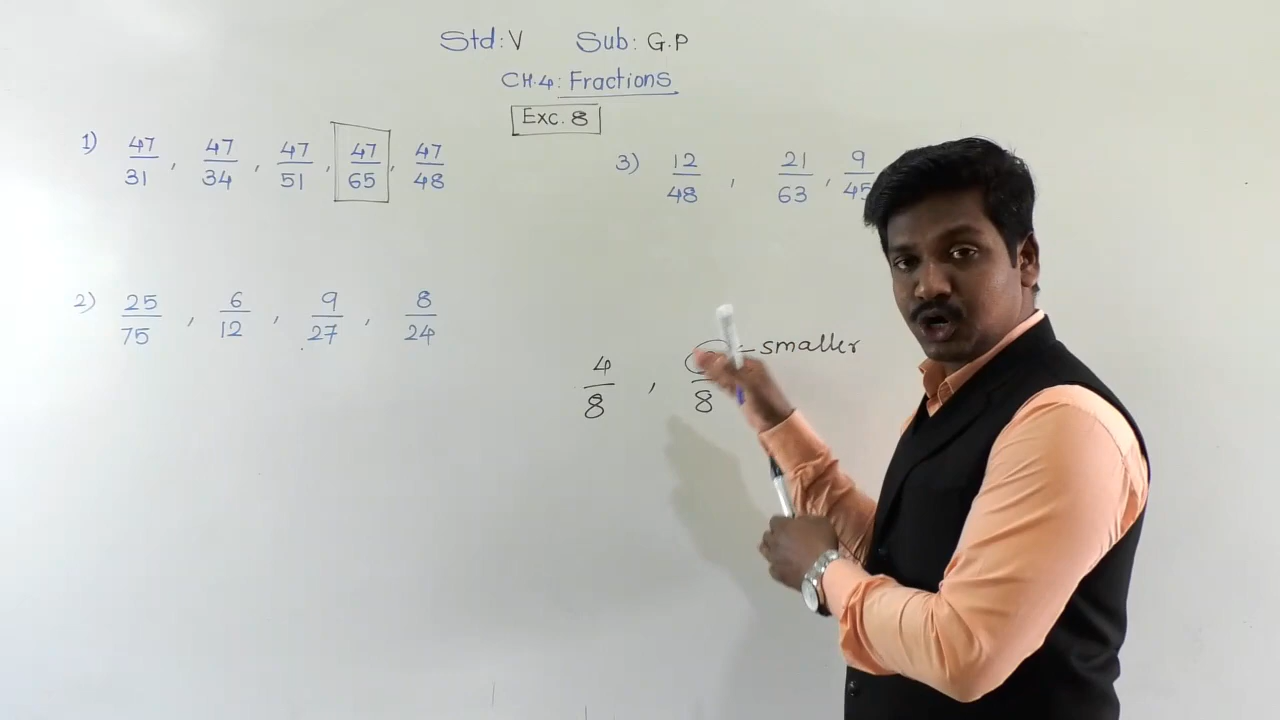 Std: V Sub: G.P
CH.4: Fractions
Exc. 8
1) 47/31, 47/34, 47/51, 47/65, 47/48
3) 12/48, 21/63, 9/45
2) 25/75, 6/12, 9/27, 8/24
smaller
4/8, /8